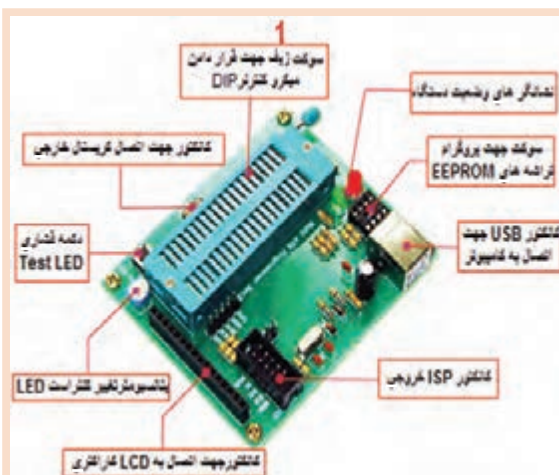 1
سوکت زیف جهت قرار دادن
میکرو کنترلر DIP
نشانگر های وضعیت دستگاه
کانکتور جهت اتصال کریستال خارجی
سوکت جهت پروگرام
تراشه های EEPROM
دکمه فشاری
Test LED
کانکتور USB جهت
اتصال به کامپیوتر
پتانسیومتر تغییر کنتراست LED
کانکتور ISP خروجی
کانکتور جهت اتصال به LCD کاراکتری